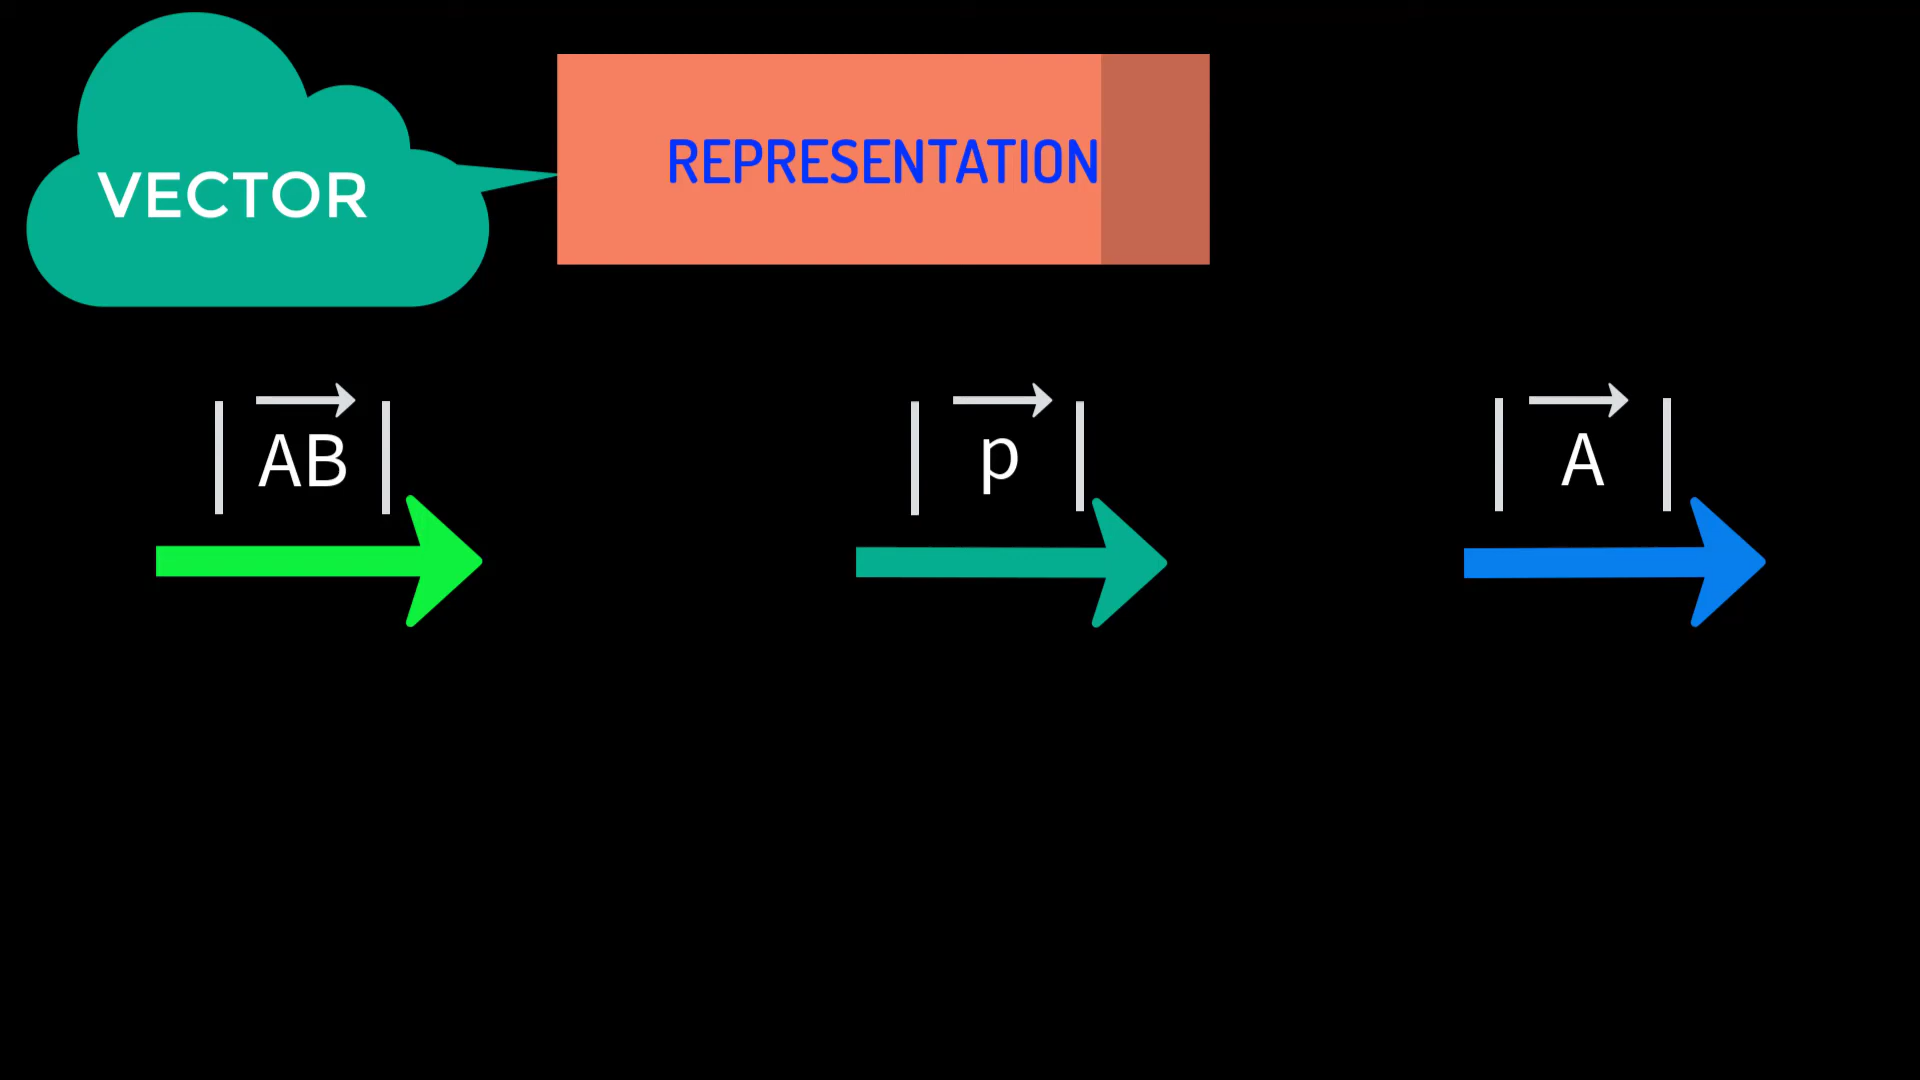 VECTOR
REPRESENTATION
|AB|
|p|
|A|